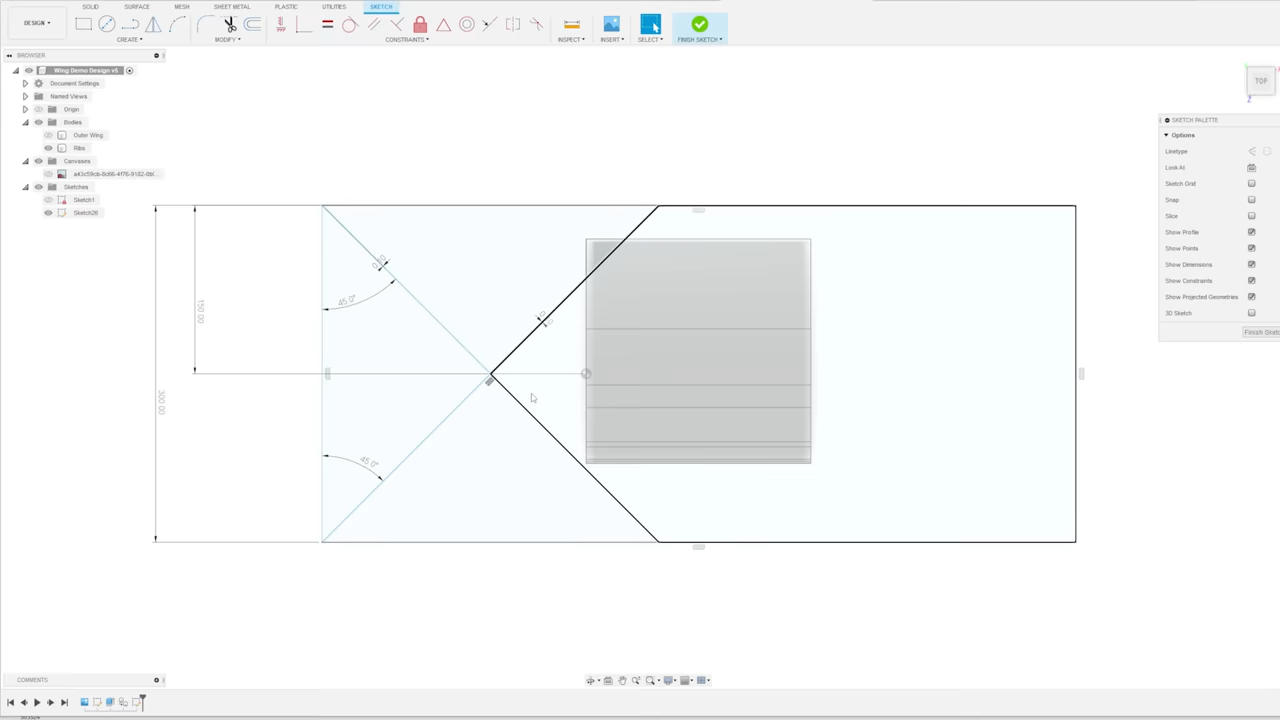 SOLID SURFACE MESH SHEET METAL PLASTIC UTILITIES SKETCH
DESIGN
CREATE MODIFY CONSTRAINTS INSPECT INSERT SELECT FINISH SKETCH
BROWSER
Wing Demo Design v5
Document Settings
Named Views
Origin
Bodies
Outer Wing
Ribs
Canvases
Sketches
Sketch1
Sketch26
TOP
Z
SKETCH PALETTE
Options
Linetype
Look At
Sketch Grid
Snap
Slice
Show Profile
Show Points
Show Dimensions
Show Constraints
Show Projected Geometries
3D Sketch
Finish Sketch
150.00
300.00
45.0°
45.0°
COMMENTS